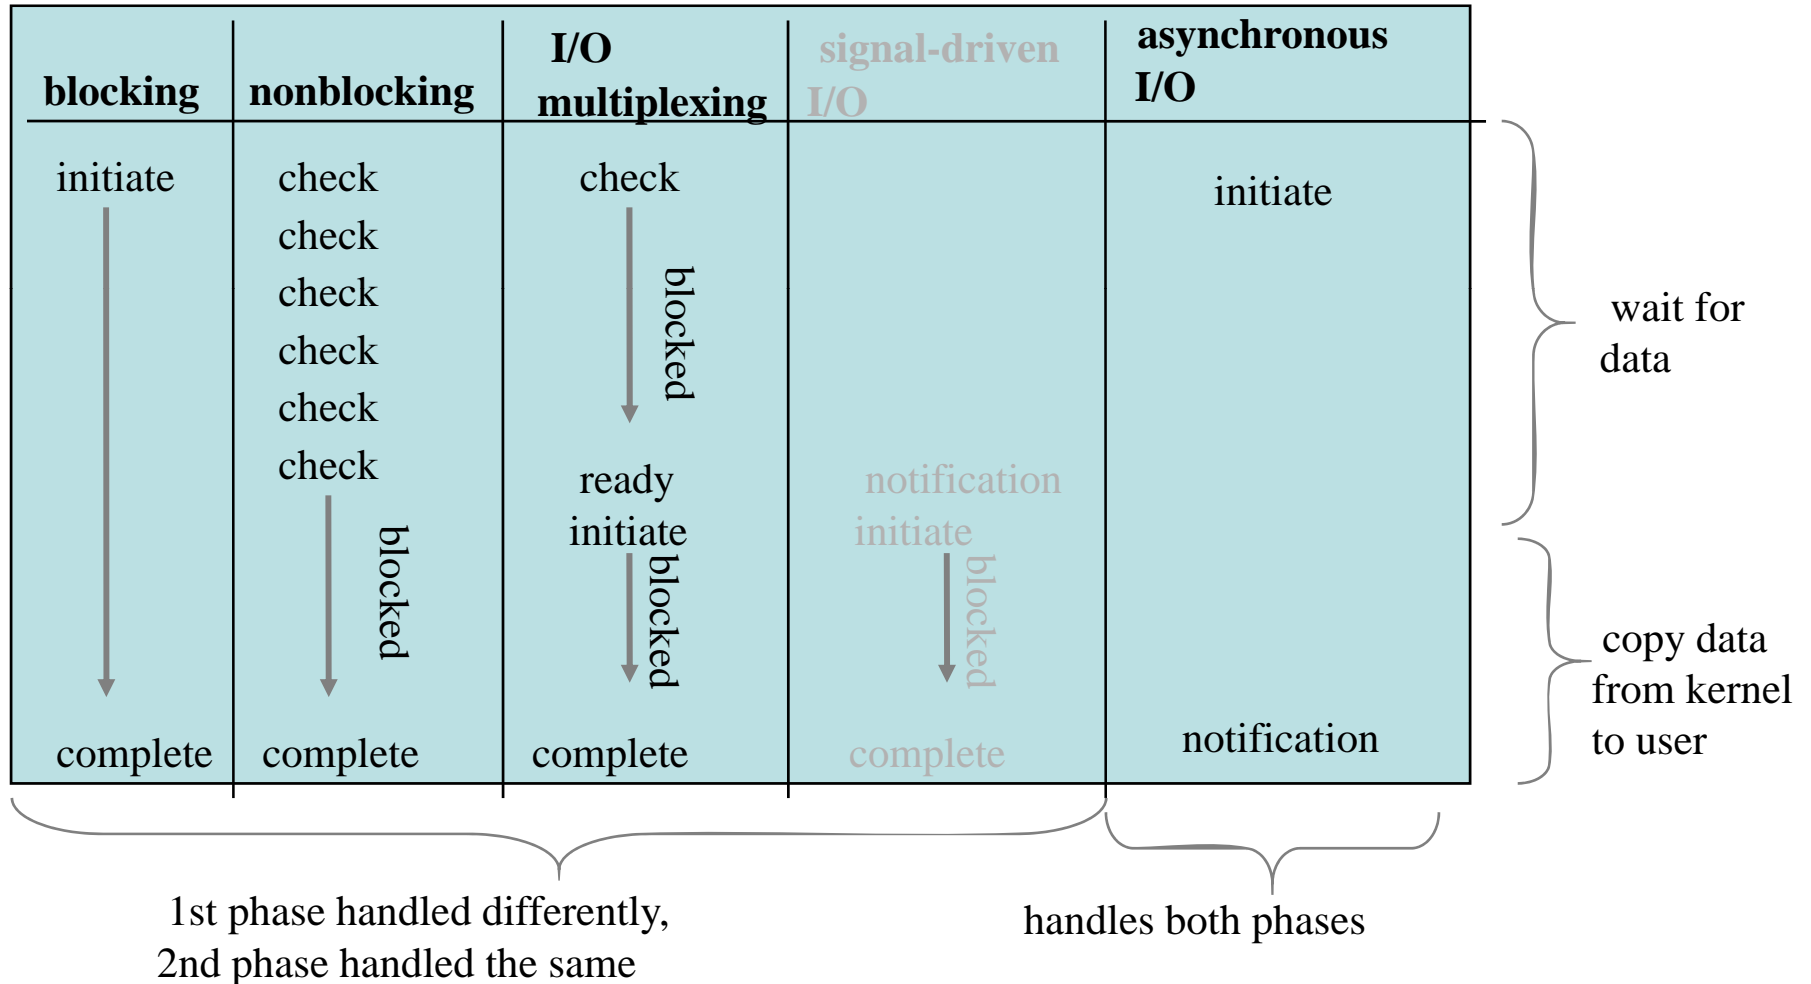 blocking
nonblocking
I/O
multiplexing
signal-driven
I/O
asynchronous
I/O
initiate
complete
check
check
check
check
check
check
blocked
complete
check
blocked
ready
initiate
blocked
complete
notification
initiate
blocked
complete
initiate
notification
wait for
data
copy data
from kernel
to user
1st phase handled differently,
2nd phase handled the same
handles both phases